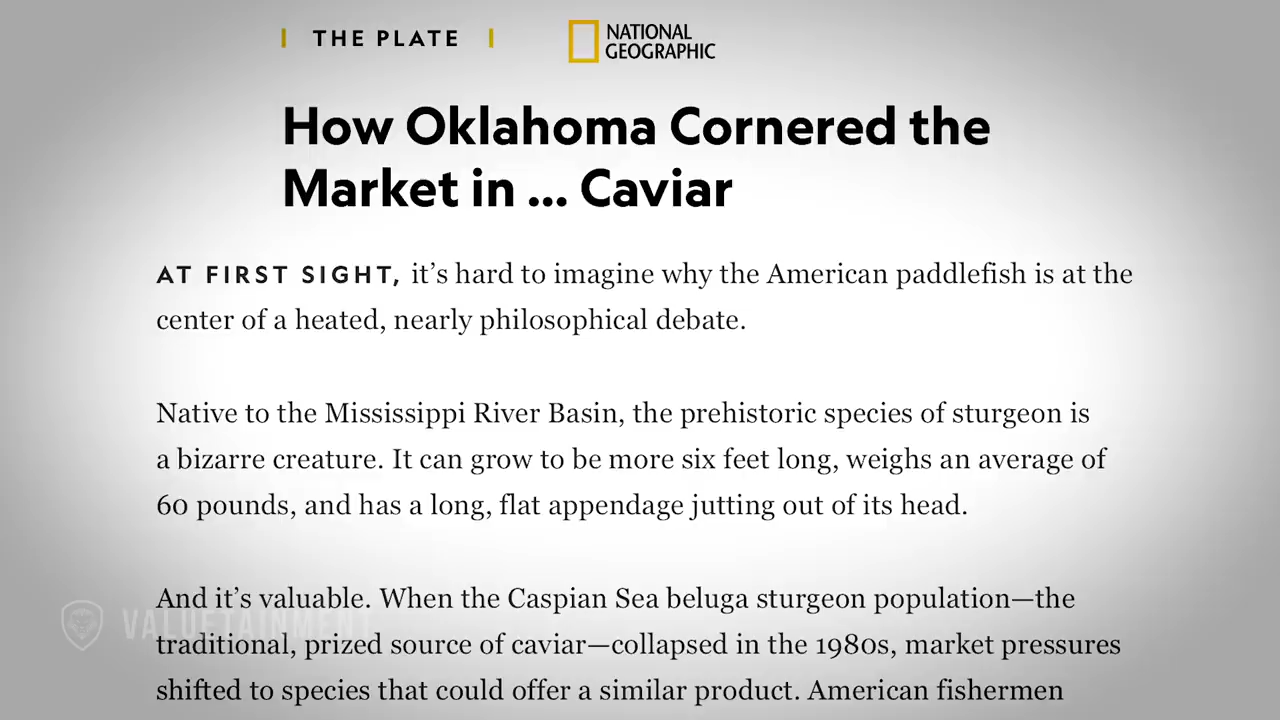 THE PLATE
NATIONAL
GEOGRAPHIC
How Oklahoma Cornered the
Market in ... Caviar
AT FIRST SIGHT, it’s hard to imagine why the American paddlefish is at the
center of a heated, nearly philosophical debate.
Native to the Mississippi River Basin, the prehistoric species of sturgeon is
a bizarre creature. It can grow to be more six feet long, weighs an average of
60 pounds, and has a long, flat appendage jutting out of its head.
And it’s valuable. When the Caspian Sea beluga sturgeon population—the
VALUETAINMENT
traditional, prized source of caviar—collapsed in the 1980s, market pressures
shifted to species that could offer a similar product. American fishermen